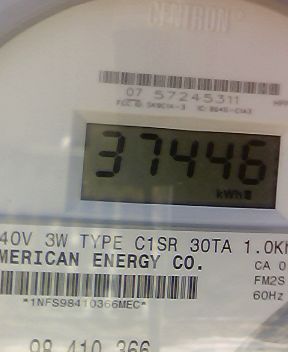 CENTRON
07 57245311
37446
kWh
40V 3W TYPE C1SR 30TA 1.0K
MERICAN ENERGY CO.
CA 0
FM2S
60Hz
*1NFS98410366MEC*
98 410 366